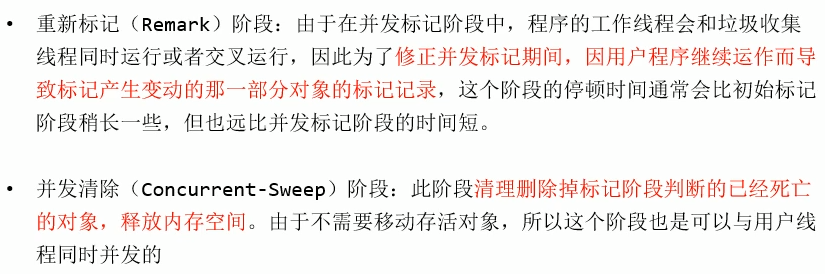 • 重新标记（Remark）阶段：由于在并发标记阶段中，程序的工作线程会和垃圾收集
线程同时运行或者交叉运行，因此为了修正并发标记期间，因用户程序继续运作而导
致标记产生变动的那一部分对象的标记记录，这个阶段的停顿时间通常会比初始标记
阶段稍长一些，但也远比并发标记阶段的时间短。
• 并发清除（Concurrent-Sweep）阶段：此阶段清理删除掉标记阶段判断的已经死亡
的对象，释放内存空间。由于不需要移动存活对象，所以这个阶段也是可以与用户线
程同时并发的